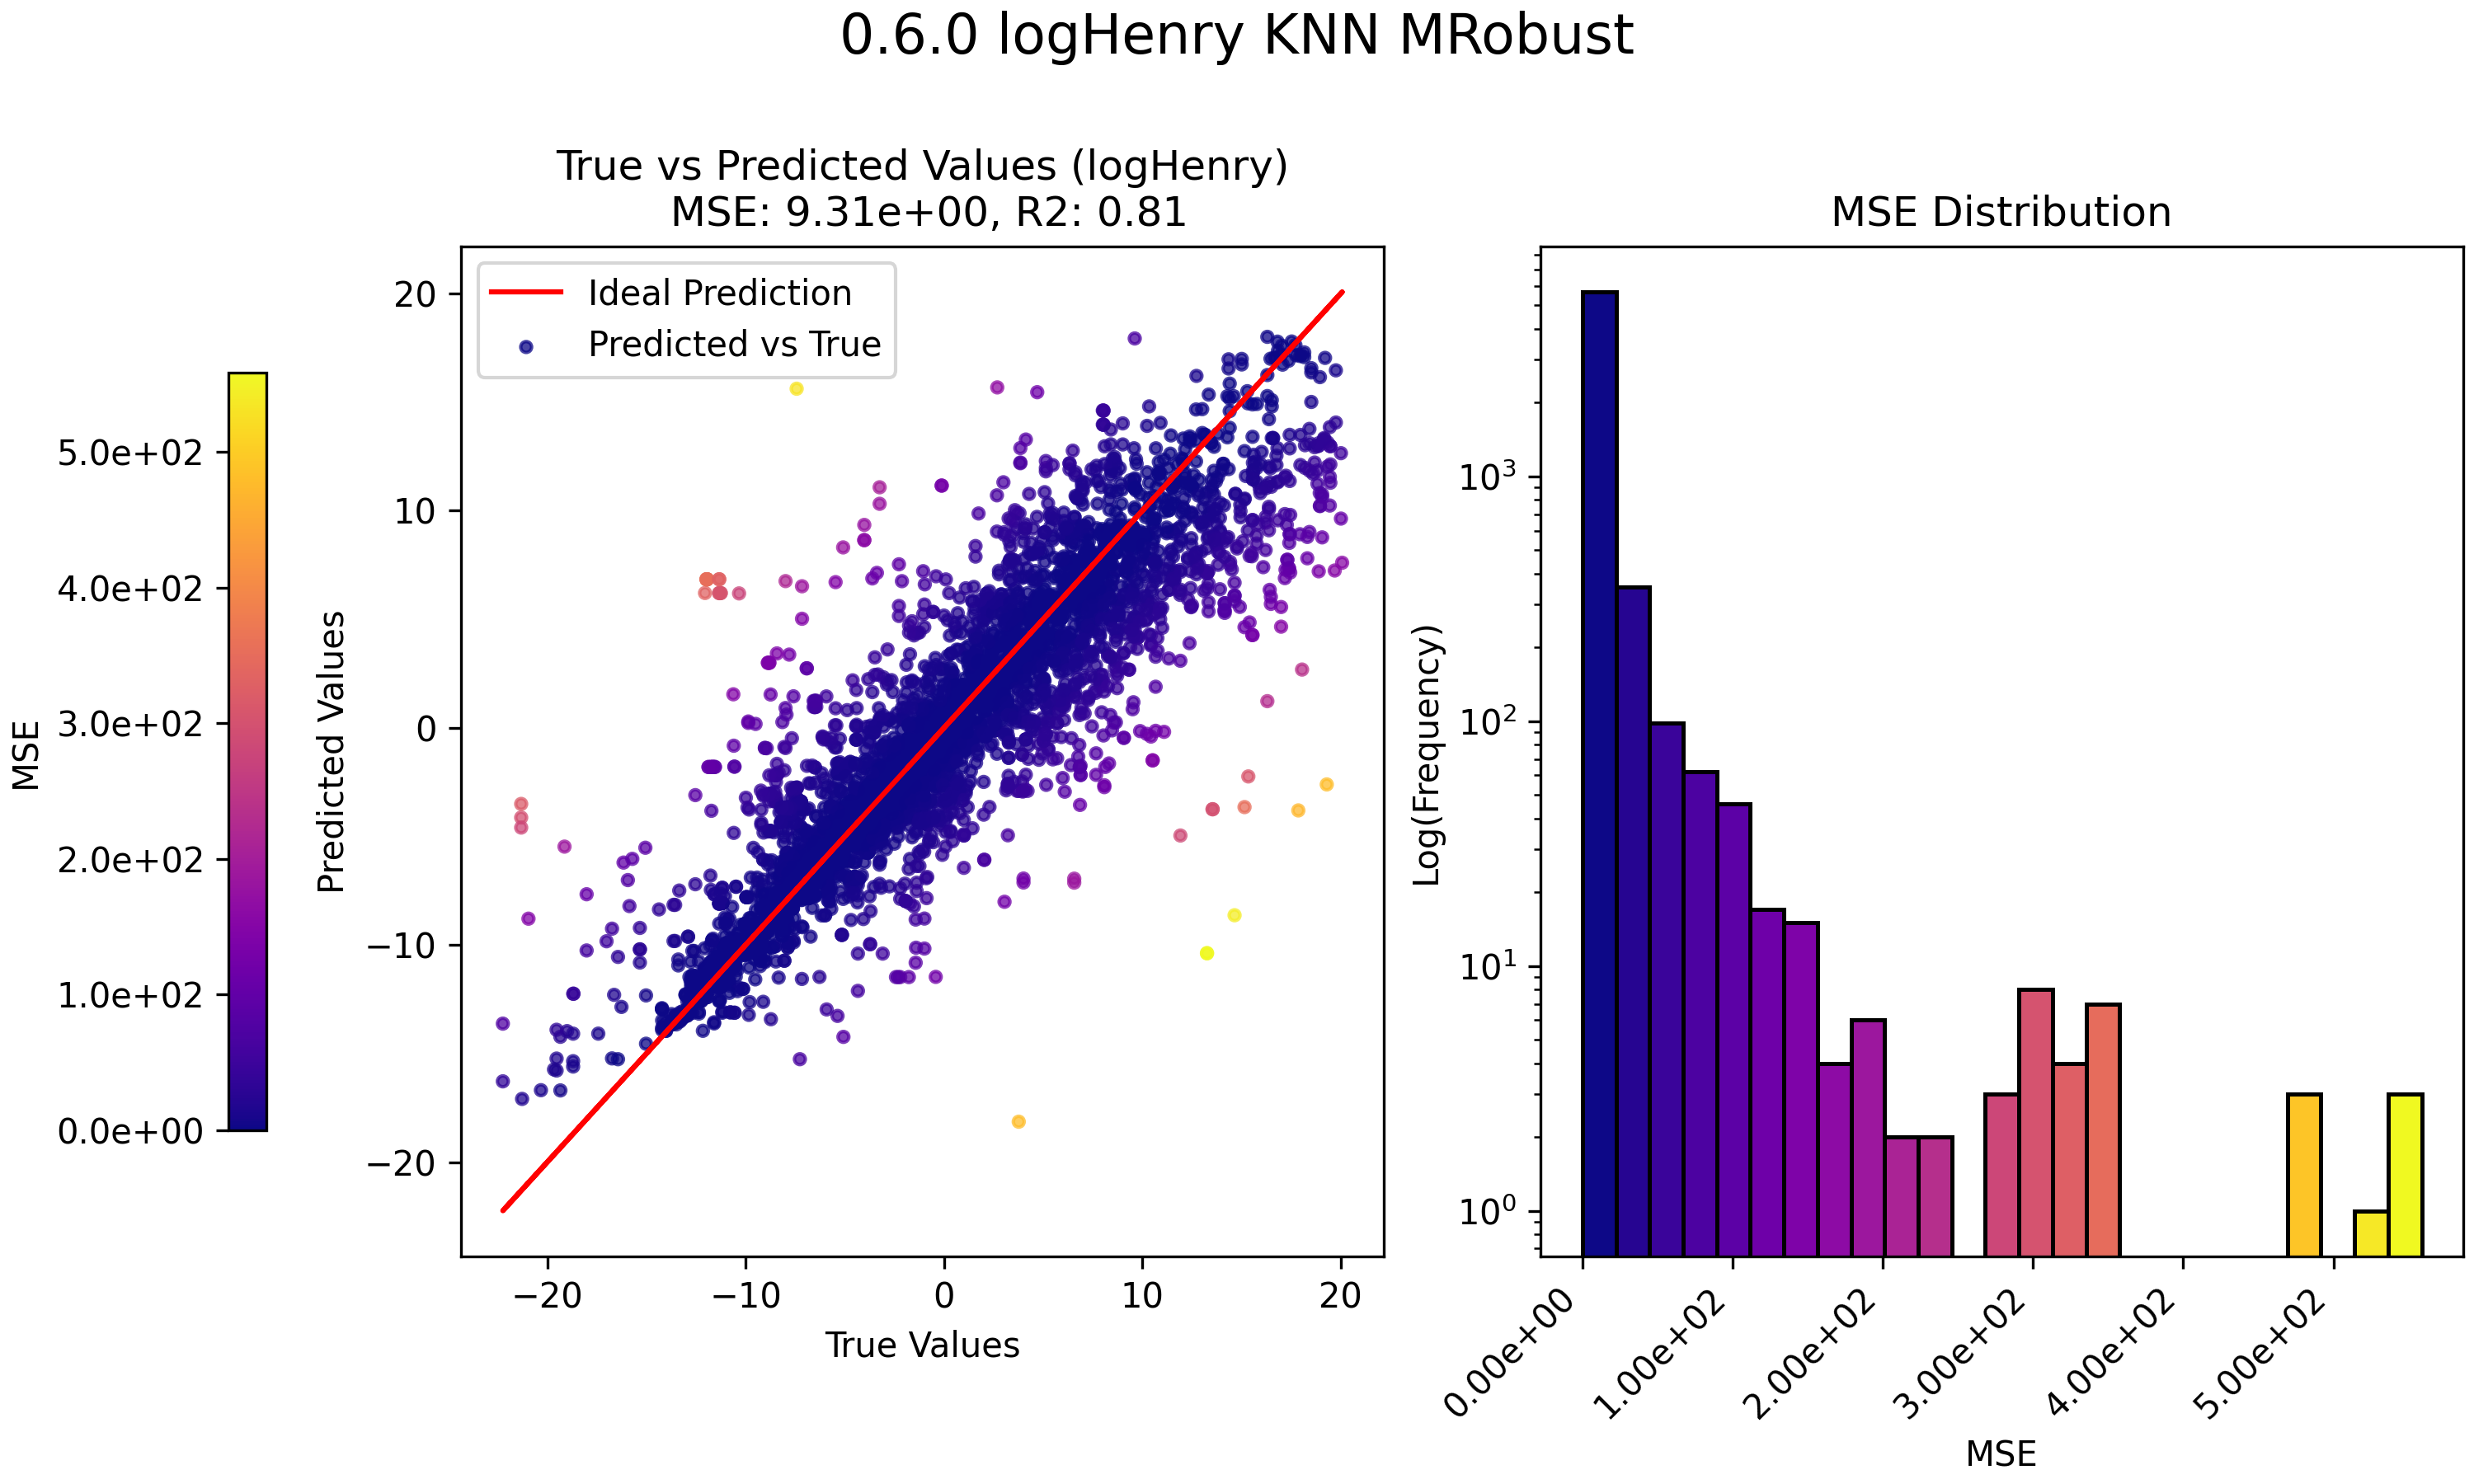 0.6.0 logHenry KNN MRobust
True vs Predicted Values (logHenry)
MSE: 9.31e+00, R2: 0.81
MSE Distribution
Ideal Prediction
Predicted vs True
MSE
5.0e+02
4.0e+02
3.0e+02
2.0e+02
1.0e+02
0.0e+00
Predicted Values
20
10
0
−10
−20
−20
−10
0
10
20
True Values
Log(Frequency)
10³
10²
10¹
10⁰
0.00e+00
1.00e+02
2.00e+02
3.00e+02
4.00e+02
5.00e+02
MSE